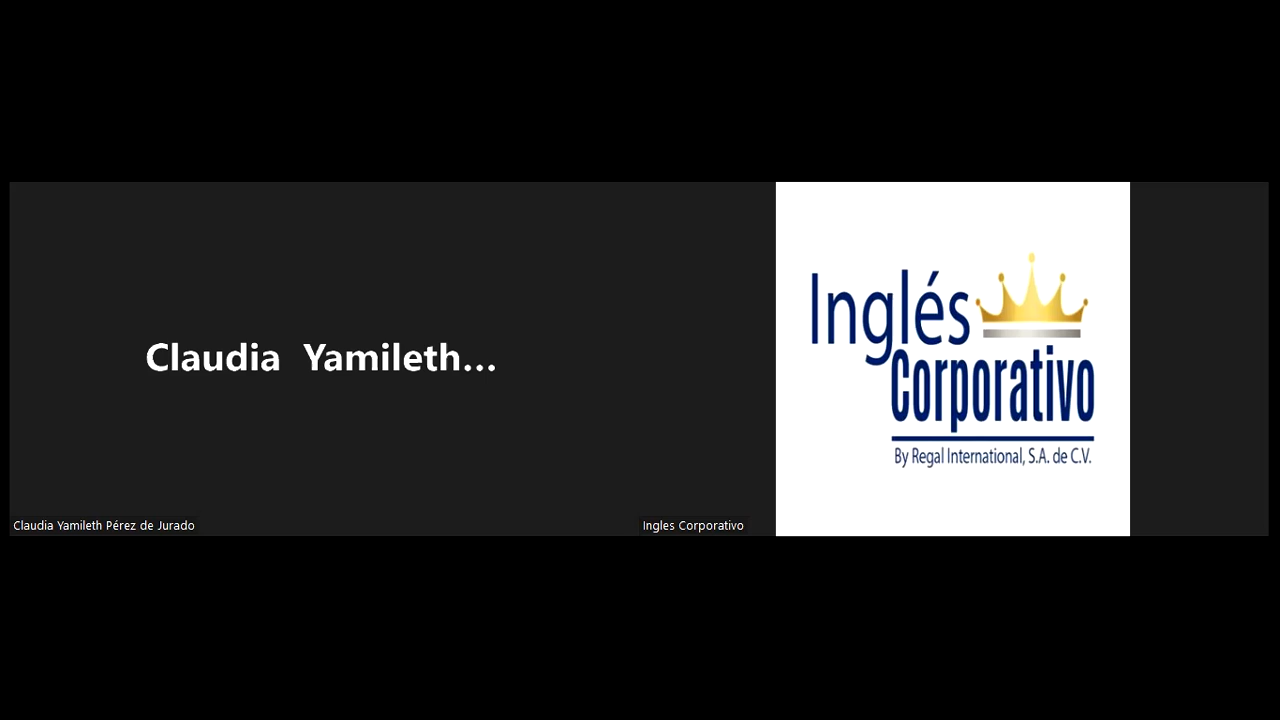 Claudia Yamileth...
Claudia Yamileth Pérez de Jurado
Ingles Corporativo
Inglés
Corporativo
By Regal International, S.A. de C.V.